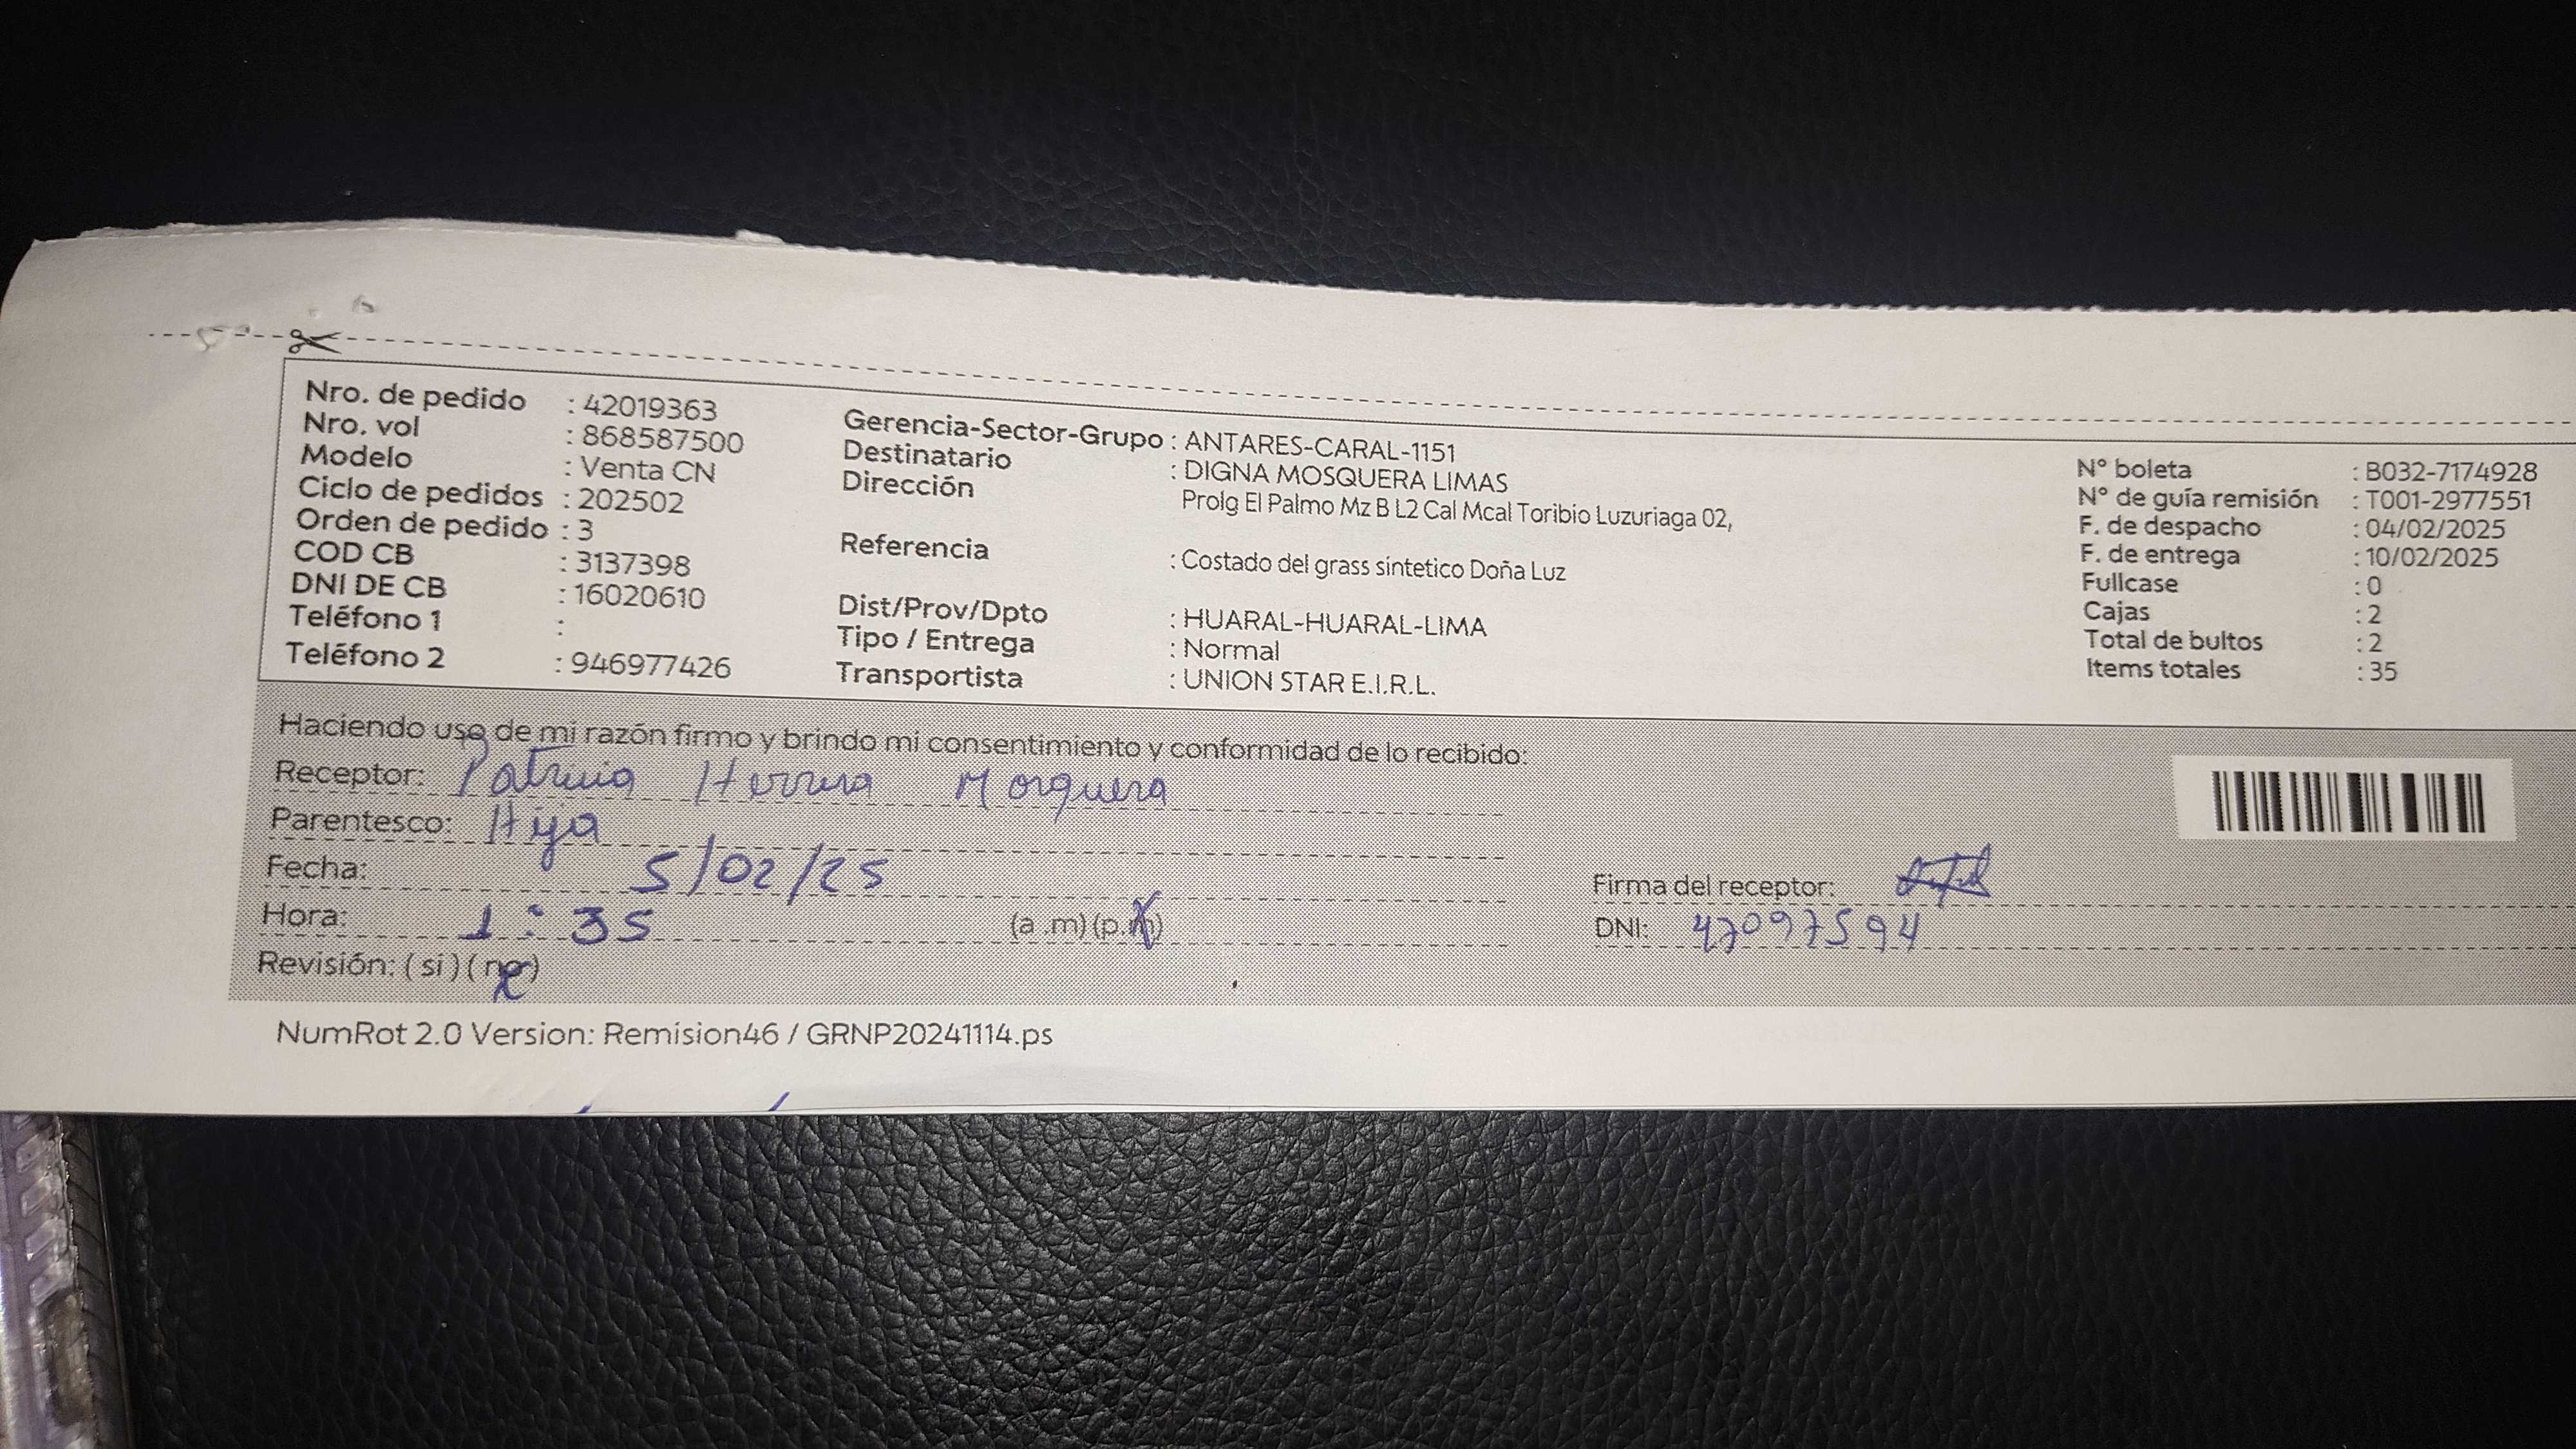 Nro. de pedido : 42019363
Nro. vol : 868587500
Modelo : Venta CN
Ciclo de pedidos : 202502
Orden de pedido : 3
COD CB : 3137398
DNI DE CB : 16020610
Teléfono 1 :
Teléfono 2 : 946977426
Gerencia-Sector-Grupo : ANTARES-CARAL-1151
Destinatario : DIGNA MOSQUERA LIMAS
Dirección Prolg El Palmo Mz B L2 Cal Mcal Toribio Luzuriaga 02,
Referencia : Costado del grass sintetico Doña Luz
Dist/Prov/Dpto : HUARAL-HUARAL-LIMA
Tipo / Entrega : Normal
Transportista : UNION STAR E.I.R.L.
N° boleta : B032-7174928
N° de guía remisión : T001-2977551
F. de despacho : 04/02/2025
F. de entrega : 10/02/2025
Fullcase : 0
Cajas : 2
Total de bultos : 2
Items totales : 35
Haciendo uso de mi razón firmo y brindo mi consentimiento y conformidad de lo recibido:
Receptor: Patricia Herrera Mosquera
Parentesco: Hija
Fecha: 5/02/25
Hora: 1:35 (a .m) (p.m)
Revisión: ( si ) ( no )
Firma del receptor:
DNI: 47097594
NumRot 2.0 Version: Remision46 / GRNP20241114.ps